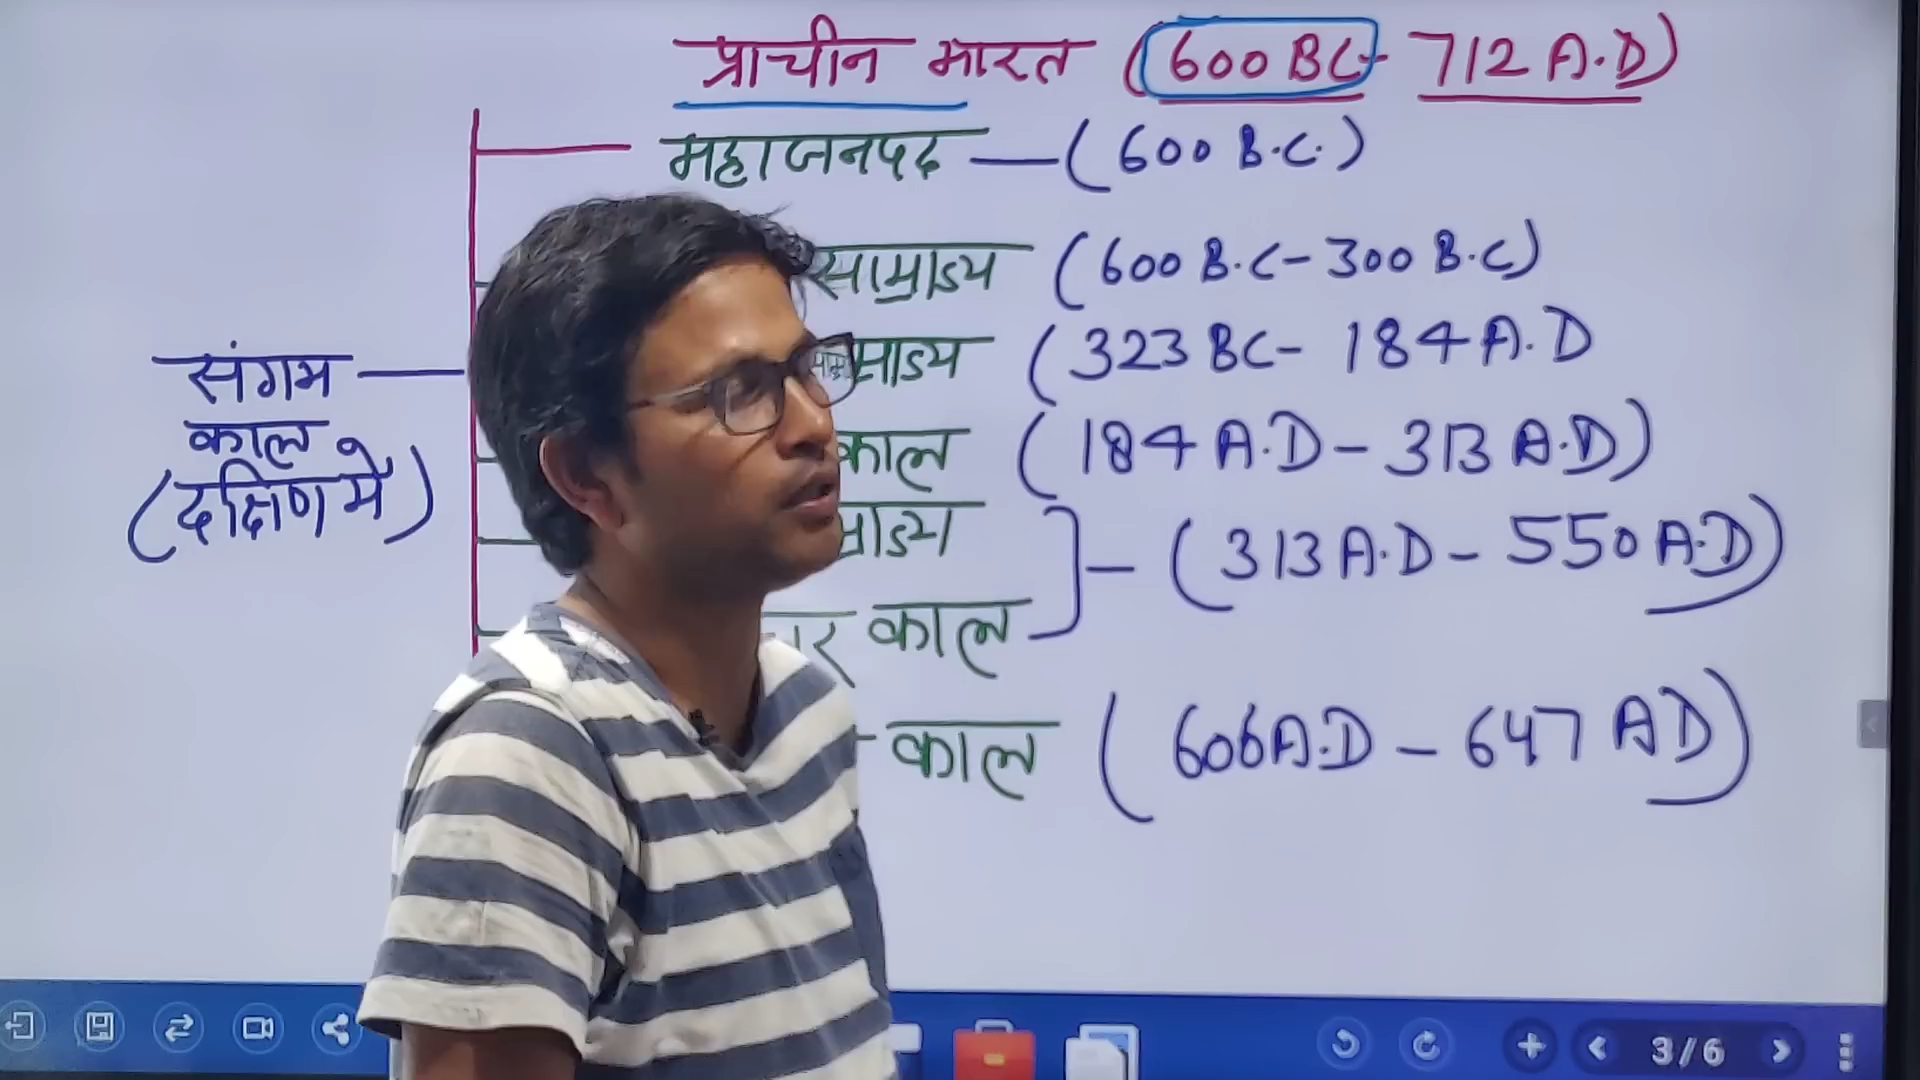 प्राचीन भारत (600 BC- 712 A.D)
महाजनपद — (600 B.C.)
साम्राज्य (600 B.C- 300 B.C)
(323 BC- 184 A.D
काल (184 A.D- 313 A.D)
- (313 A.D- 550 A.D)
काल
काल (606 A.D - 647 AD)
संगम
काल
(दक्षिण मे)
3/6